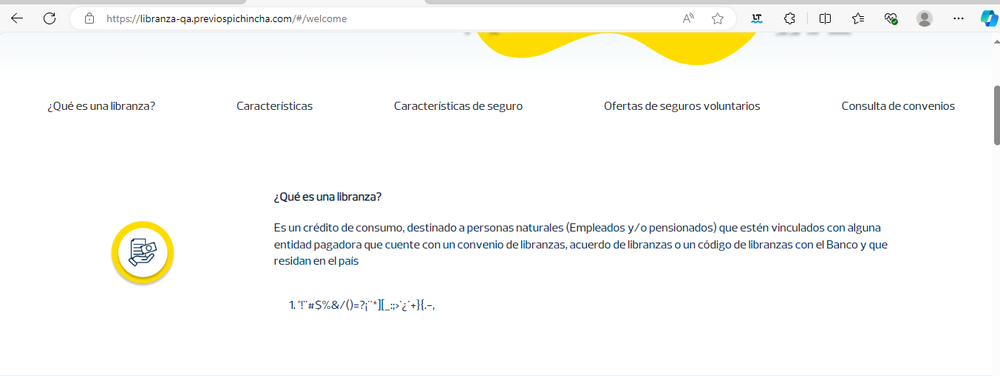 https://libranza-qa.previospichincha.com/#/welcome
¿Qué es una libranza? Características Características de seguro Ofertas de seguros voluntarios Consulta de convenios
¿Qué es una libranza?
Es un crédito de consumo, destinado a personas naturales (Empleados y/o pensionados) que estén vinculados con alguna
entidad pagadora que cuente con un convenio de libranzas, acuerdo de libranzas o un código de libranzas con el Banco y que
residan en el país
1. °!¨#$%&/()=?¡¨*][_:;>'¿´+}{.-,